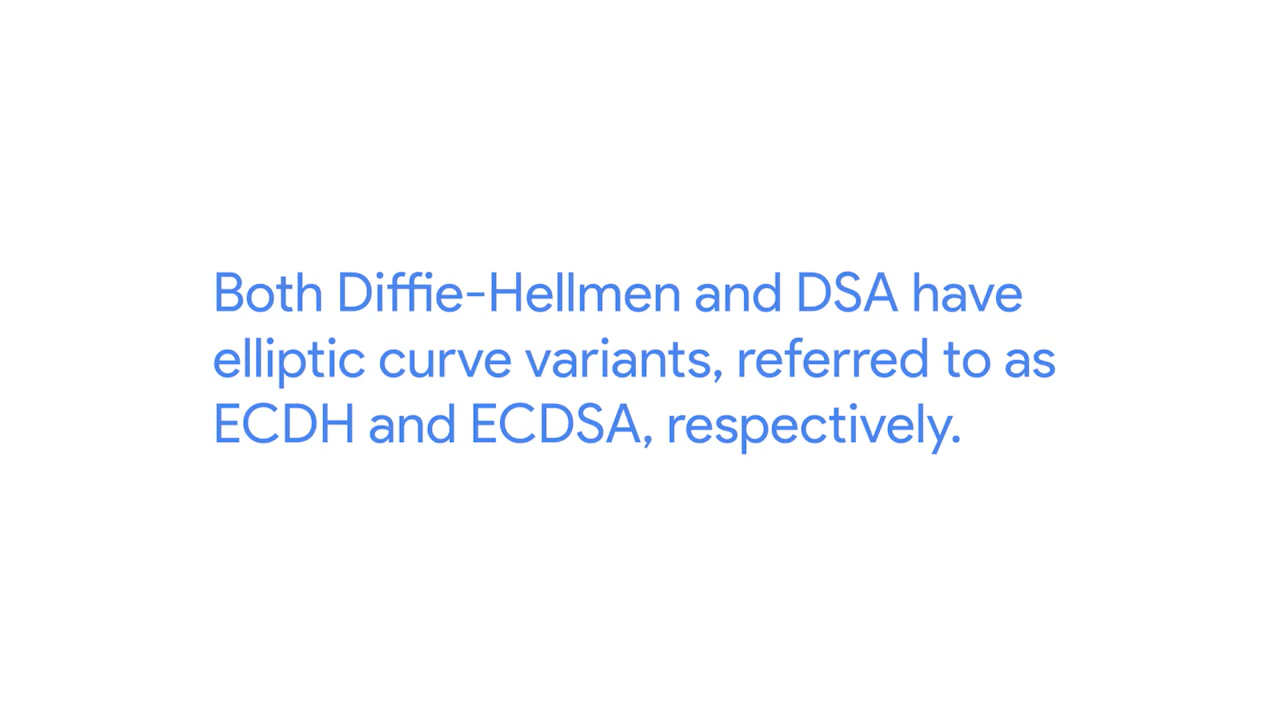 Both Diffie-Hellmen and DSA have
elliptic curve variants, referred to as
ECDH and ECDSA, respectively.